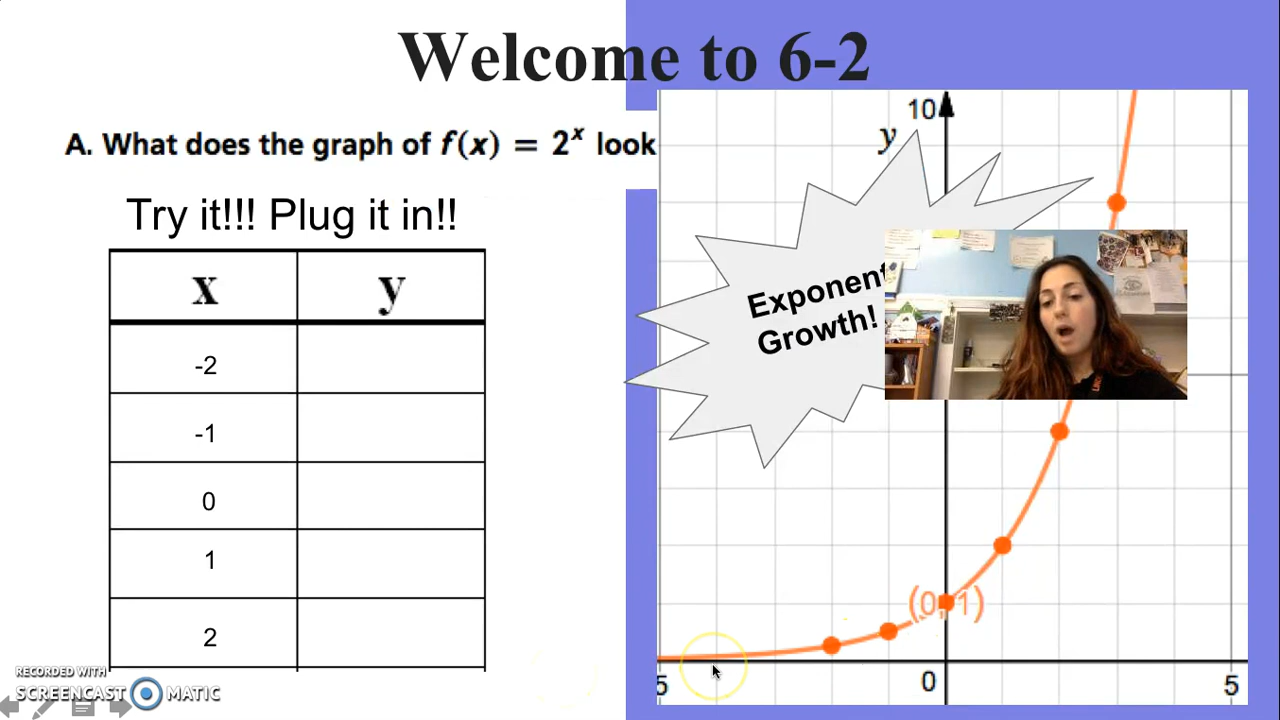 Welcome to 6-2
A. What does the graph of f(x) = 2ˣ look
Try it!!! Plug it in!!
x y
-2
-1
0
1
2
10
y
Exponent
Growth!
(0, 1)
5 0 5
RECORDED WITH
SCREENCAST MATIC